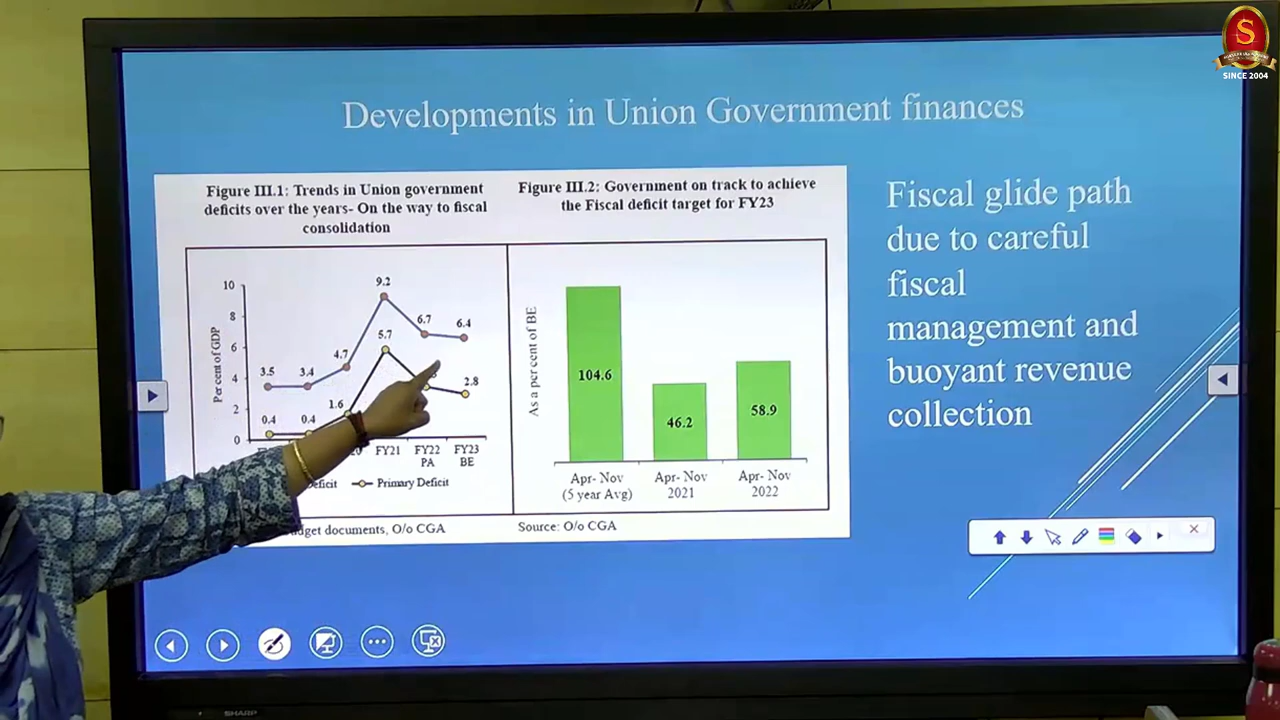 S
SINCE 2004
Developments in Union Government finances
Figure III.1: Trends in Union government
deficits over the years- On the way to fiscal
consolidation
10
8
6
4
2
0
Per cent of GDP
3.5
3.4
4.7
9.2
6.7
6.4
0.4
0.4
1.6
5.7
2.8
FY21
FY22
PA
FY23
BE
Primary Deficit
documents, O/o CGA
Figure III.2: Government on track to achieve
the Fiscal deficit target for FY23
As a per cent of BE
104.6
46.2
58.9
Apr- Nov
(5 year Avg)
Apr- Nov
2021
Apr- Nov
2022
Source: O/o CGA
Fiscal glide path
due to careful
fiscal
management and
buoyant revenue
collection
SHARP